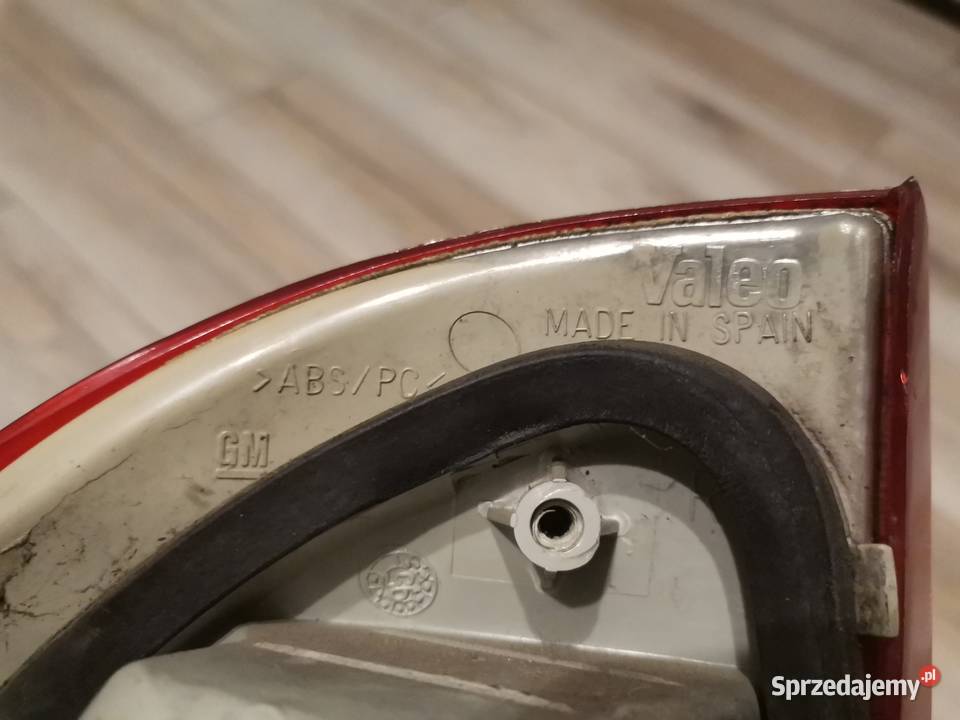 Valeo
MADE IN SPAIN
>ABS/PC<
GM
Sprzedajemy.pl